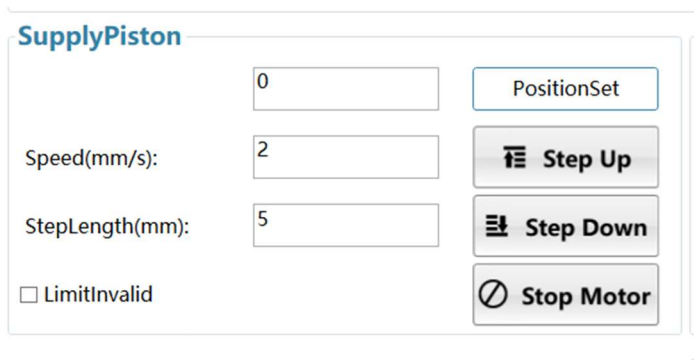 SupplyPiston
0 PositionSet
Speed(mm/s): 2 Step Up
StepLength(mm): 5 Step Down
LimitInvalid Stop Motor